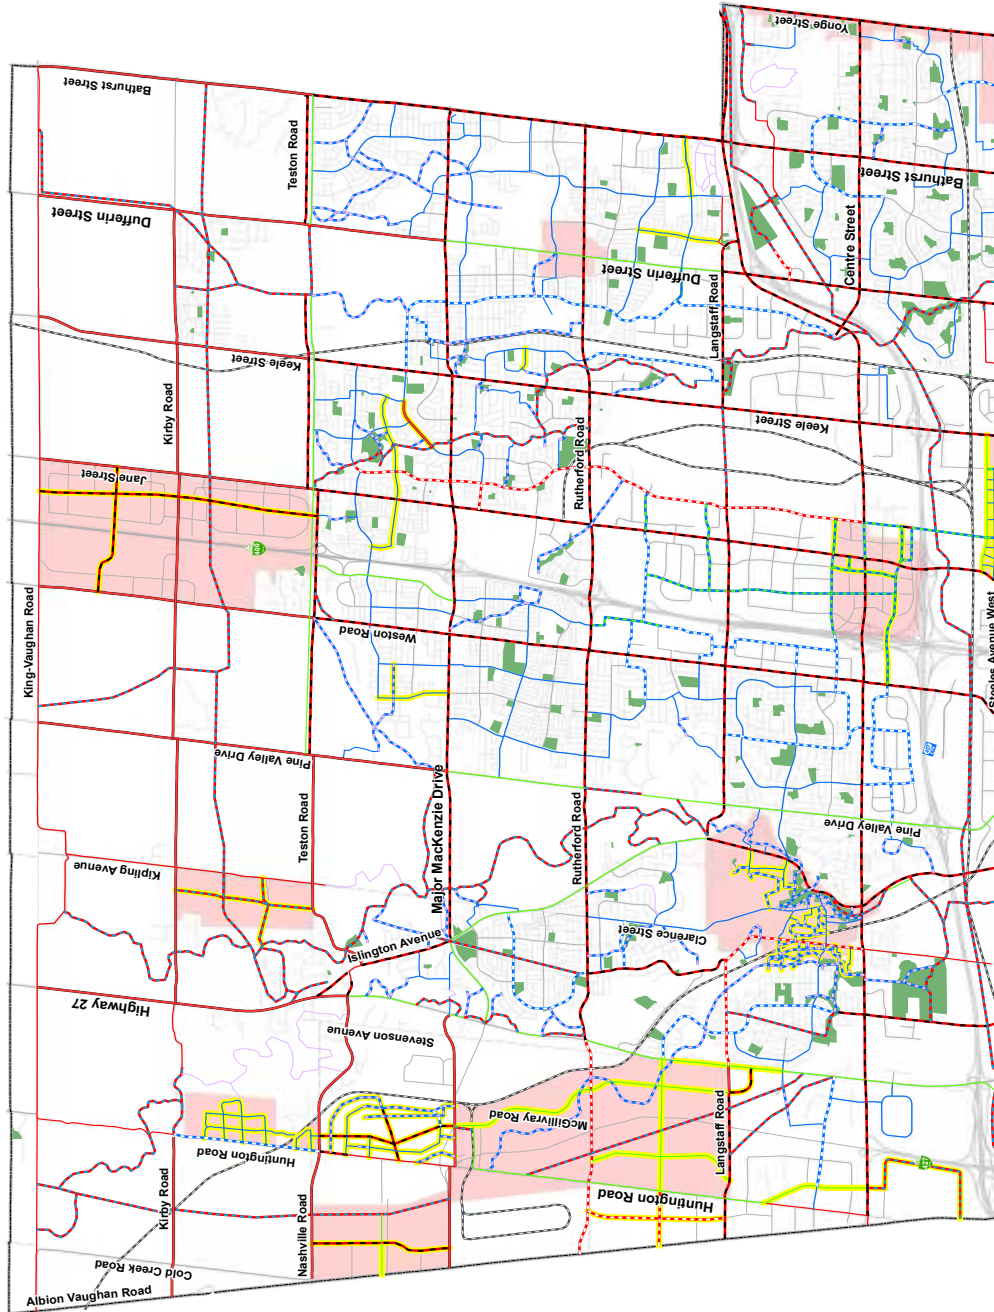 Yonge Street
Bathurst Street
Teston Road
Bathurst Street
Dufferin Street
Centre Street
Dufferin Street
Langstaff Road
Keele Street
Kirby Road
Keele Street
Rutherford Road
Jane Street
400
King-Vaughan Road
Weston Road
Steeles Avenue West
Pine Valley Drive
Major MacKenzie Drive
Teston Road
Rutherford Road
Pine Valley Drive
Kipling Avenue
Islington Avenue
Clarence Street
Highway 27
Stevenson Avenue
McGillivray Road
Langstaff Road
Huntington Road
427
Kirby Road
Nashville Road
Huntington Road
Cold Creek Road
Albion Vaughan Road